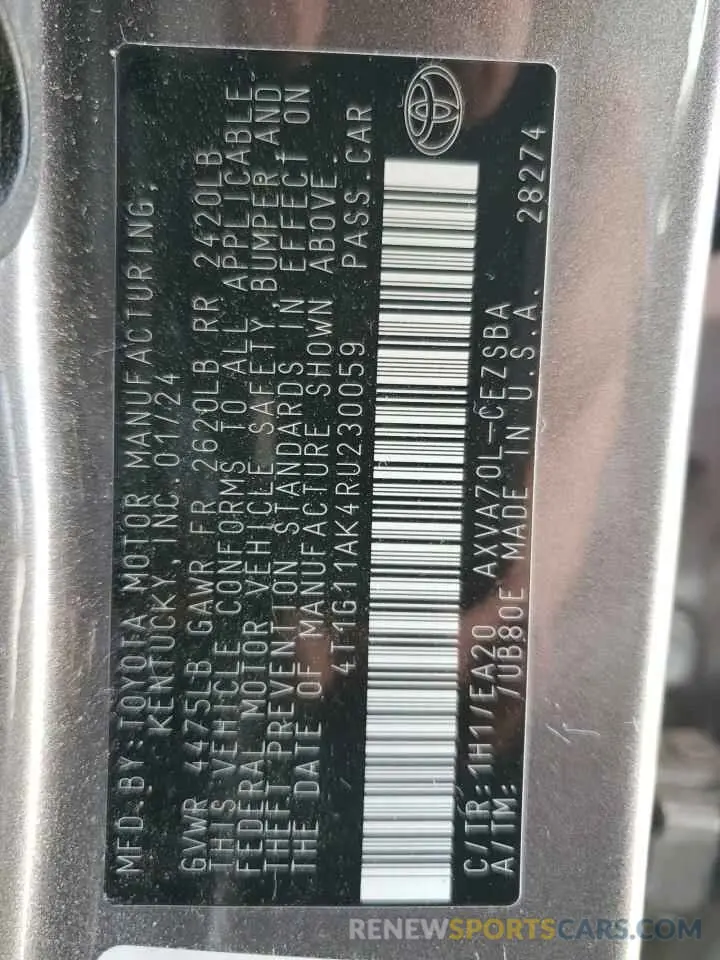 MFD.BY:TOYOTA MOTOR MANUFACTURING,
KENTUCKY,INC.01/24
GVWR 4475LB GAWR FR 2620LB RR 2420LB
THIS VEHICLE CONFORMS TO ALL APPLICABLE
FEDERAL MOTOR VEHICLE SAFETY,BUMPER,AND
THEFT PREVENTION STANDARDS IN EFFECT ON
THE DATE OF MANUFACTURE SHOWN ABOVE.
4T1G11AK4RU230059 PASS.CAR
C/TR:1H1/EA20 AXVA70L-CEZSBA
A/TM: /UB80E MADE IN U.S.A. 28274
RENEWSPORTSCARS.COM